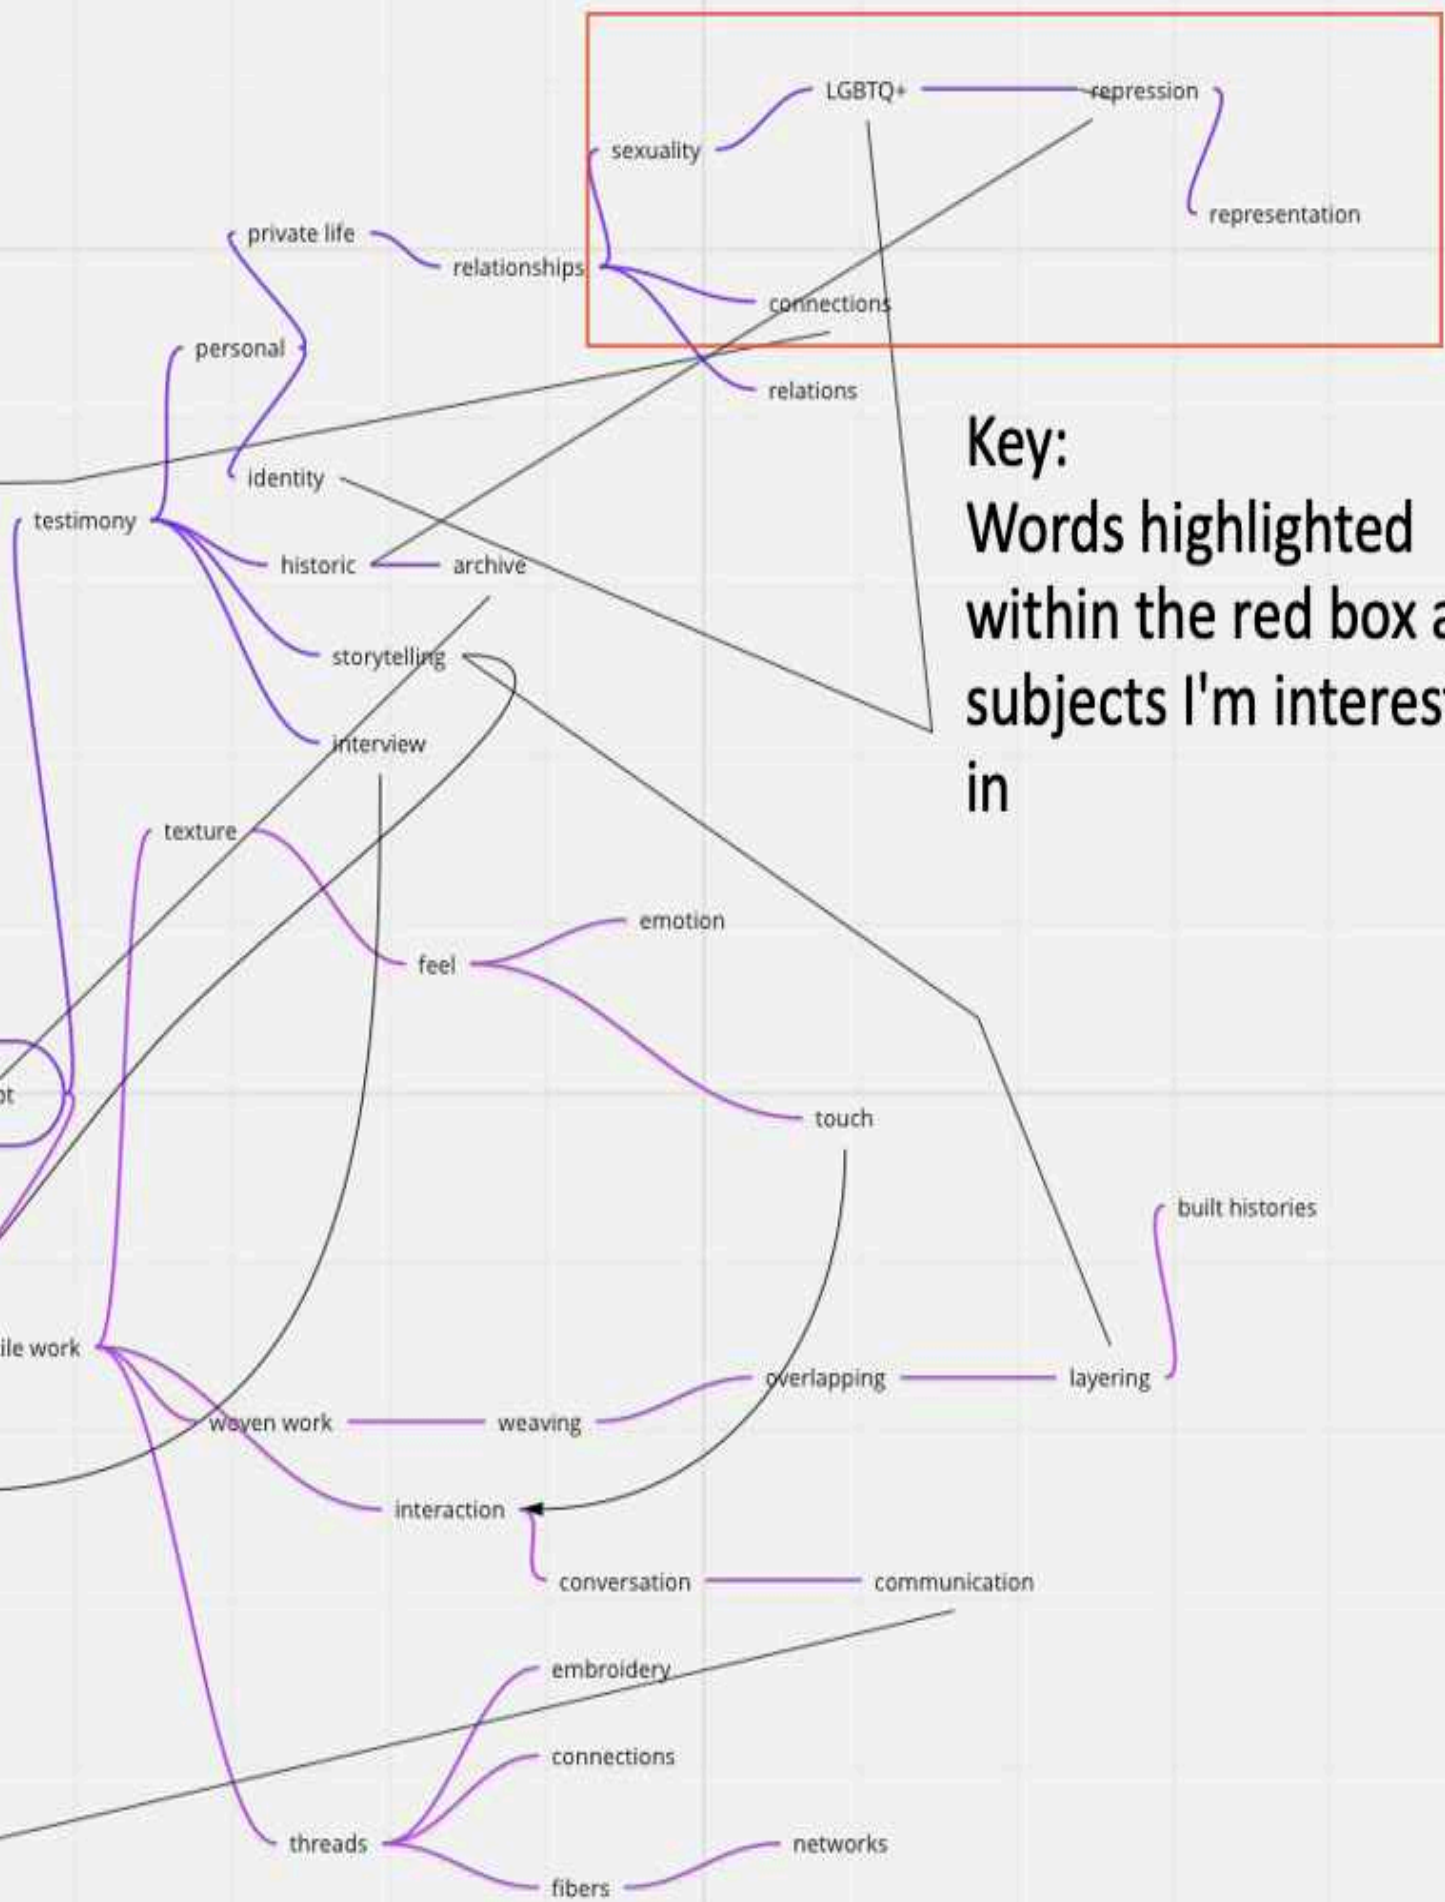 LGBTQ+
repression
sexuality
representation
private life
relationships
connections
personal
relations
identity
testimony
historic
archive
storytelling
interview
Key:
Words highlighted
within the red box a
subjects I'm interest
in
texture
emotion
feel
touch
built histories
ile work
overlapping
layering
woven work
weaving
interaction
conversation
communication
embroidery
connections
threads
networks
fibers